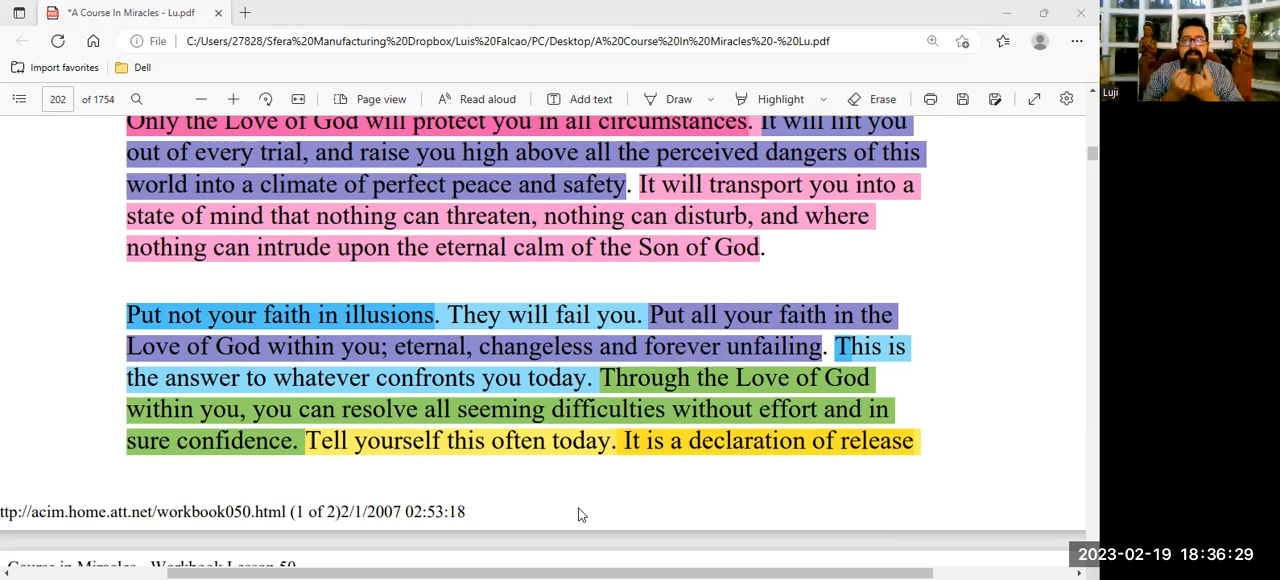 *A Course In Miracles - Lu.pdf
File | C:/Users/27828/Sfera%20Manufacturing%20Dropbox/Luis%20Falcao/PC/Desktop/A%20Course%20In%20Miracles%20-%20Lu.pdf
Import favorites Dell
202 of 1754 Page view Read aloud Add text Draw Highlight Erase
Luji
Only the Love of God will protect you in all circumstances. It will lift you
out of every trial, and raise you high above all the perceived dangers of this
world into a climate of perfect peace and safety. It will transport you into a
state of mind that nothing can threaten, nothing can disturb, and where
nothing can intrude upon the eternal calm of the Son of God.
Put not your faith in illusions. They will fail you. Put all your faith in the
Love of God within you; eternal, changeless and forever unfailing. This is
the answer to whatever confronts you today. Through the Love of God
within you, you can resolve all seeming difficulties without effort and in
sure confidence. Tell yourself this often today. It is a declaration of release
ttp://acim.home.att.net/workbook050.html (1 of 2)2/1/2007 02:53:18
2023-02-19 18:36:29
Course in Miracles - Workbook Lesson 50